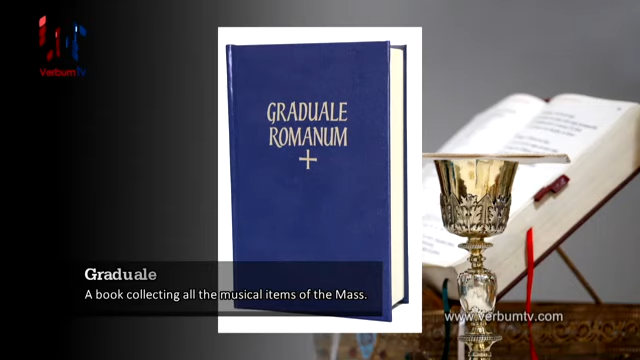 VerbumTv
GRADUALE
ROMANUM
Graduale
A book collecting all the musical items of the Mass.
www.verbumtv.com